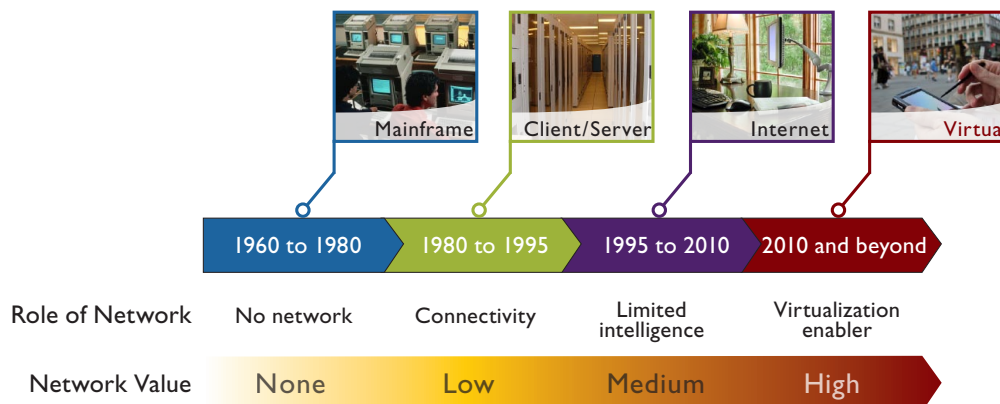 Mainframe
Client/Server
Internet
Virtua
1960 to 1980
1980 to 1995
1995 to 2010
2010 and beyond
Role of Network
No network
Connectivity
Limited
intelligence
Virtualization
enabler
Network Value
None
Low
Medium
High